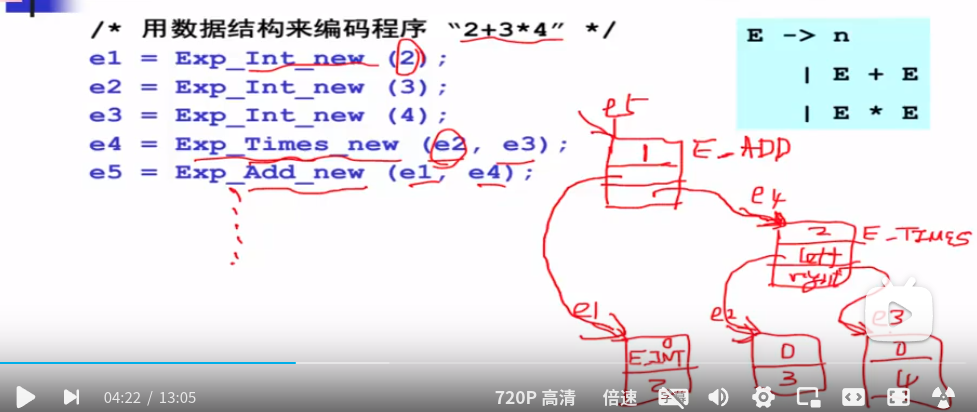 /* 用数据结构来编码程序 “2+3*4” */
e1 = Exp_Int_new (2);
e2 = Exp_Int_new (3);
e3 = Exp_Int_new (4);
e4 = Exp_Times_new (e2, e3);
e5 = Exp_Add_new (e1, e4);
E -> n
| E + E
| E * E
e5
1
E_ADD
e4
2
E_TIMES
left
right
e1
0
E_INT
2
e2
0
3
e3
0
4
04:22 / 13:05
720P 高清
倍速
字幕